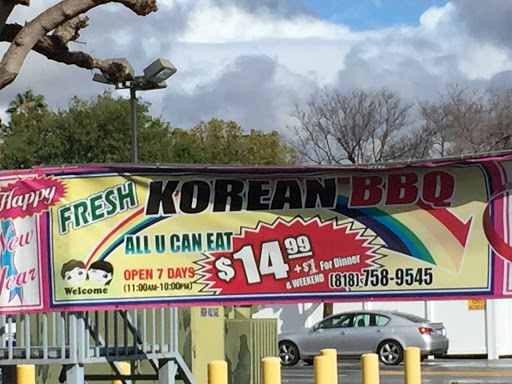 Happy
New
Year
FRESH KOREAN BBQ
ALL U CAN EAT
$14.99
+$1 For Dinner
& WEEKEND
OPEN 7 DAYS
(11:00AM-10:00PM)
Welcome
(818)-758-9545